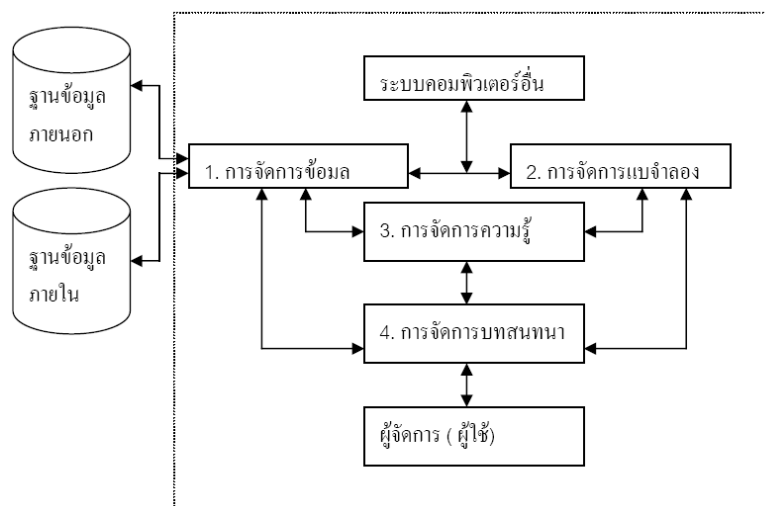 ฐานข้อมูล
ภายนอก
ระบบคอมพิวเตอร์อื่น
1. การจัดการข้อมล
2. การจัดการแบจำลอง
3. การจัดการความรู้
ฐานข้อมูล
ภายใน
4. การจัดการบทสนทนา
ผู้จัดการ ( ผู้ใช้)